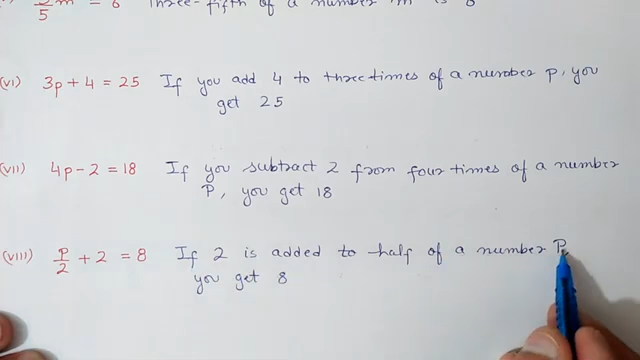 5 m = 6 Three-fifth of a number m is 6
(vi) 3p + 4 = 25 If you add 4 to three times of a number p, you
get 25
(vii) 4p - 2 = 18 If you subtract 2 from four times of a number
P, you get 18
(viii) P/2 + 2 = 8 If 2 is added to half of a number P,
you get 8